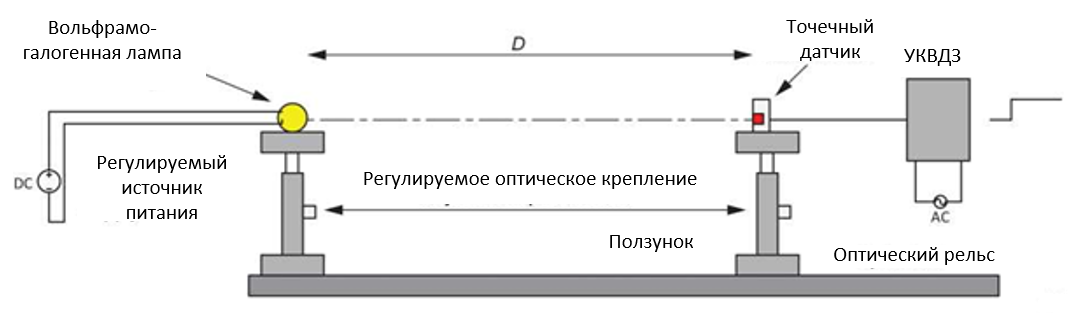 Вольфрамо-
галогенная лампа
D
Точечный
датчик
УКВДЗ
DC
Регулируемый
источник
питания
Регулируемое оптическое крепление
AC
Ползунок
Оптический рельс